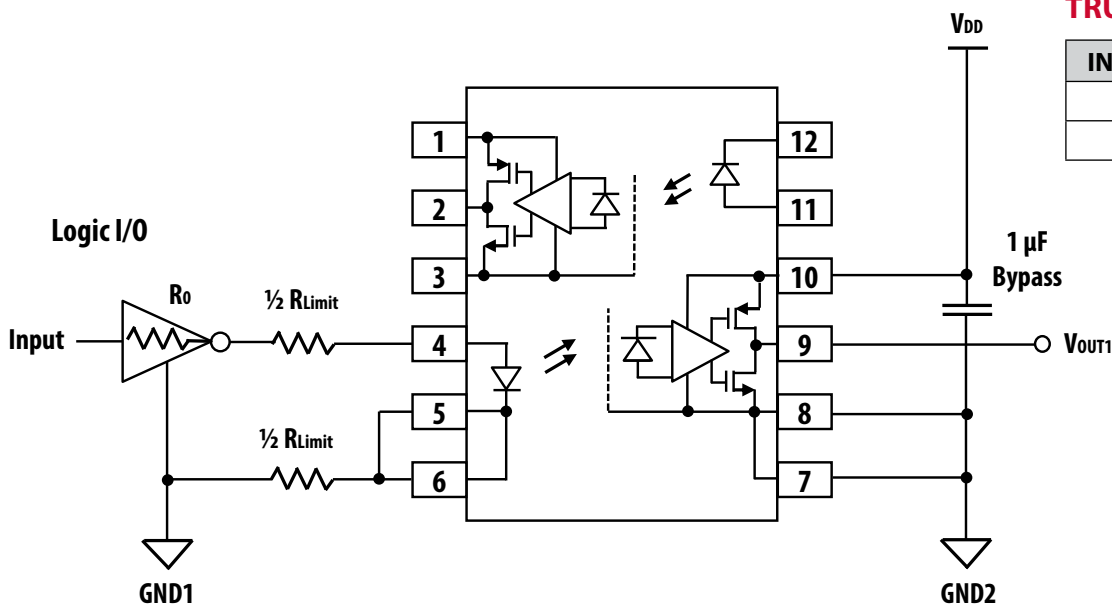 TRU
IN
VDD
1
2
3
4
5
6
12
11
10
9
8
7
Logic I/O
Input
R0
½ RLimit
½ RLimit
GND1
1 µF
Bypass
VOUT1
GND2